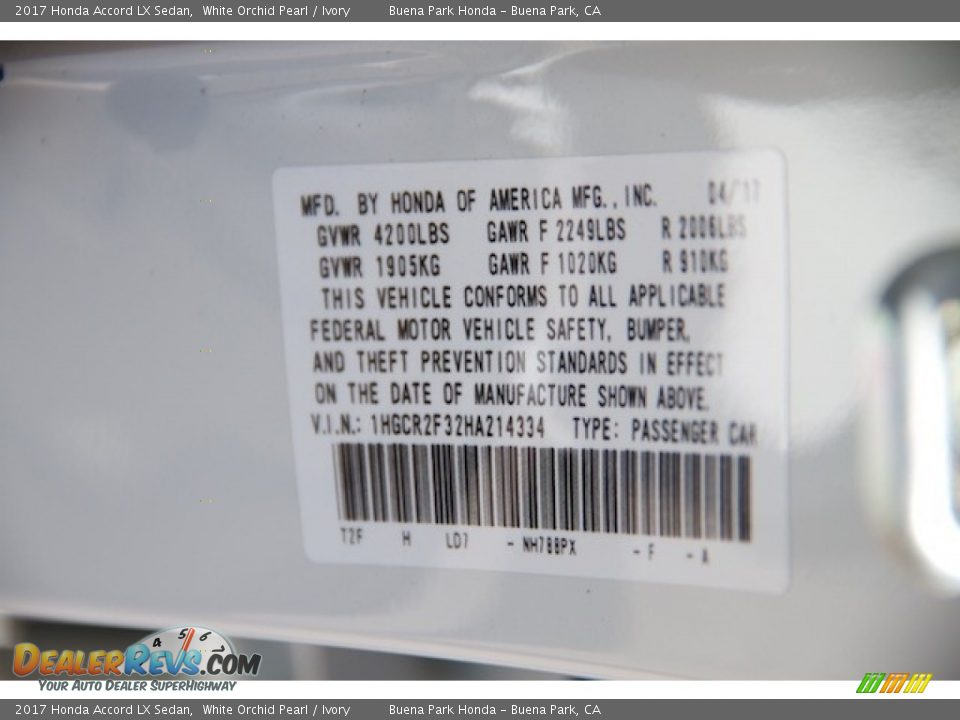 2017 Honda Accord LX Sedan, White Orchid Pearl / Ivory Buena Park Honda - Buena Park, CA
MFD. BY HONDA OF AMERICA MFG., INC. 04/17
GVWR 4200LBS GAWR F 2249LBS R 2006LBS
GVWR 1905KG GAWR F 1020KG R 910KG
THIS VEHICLE CONFORMS TO ALL APPLICABLE
FEDERAL MOTOR VEHICLE SAFETY, BUMPER,
AND THEFT PREVENTION STANDARDS IN EFFECT
ON THE DATE OF MANUFACTURE SHOWN ABOVE.
V.I.N.: 1HGCR2F32HA214334 TYPE: PASSENGER CAR
T2F H LD7 - NH788PX - F - A
4 5 6
DealerRevs.com
Your Auto Dealer SuperHighway
2017 Honda Accord LX Sedan, White Orchid Pearl / Ivory Buena Park Honda - Buena Park, CA